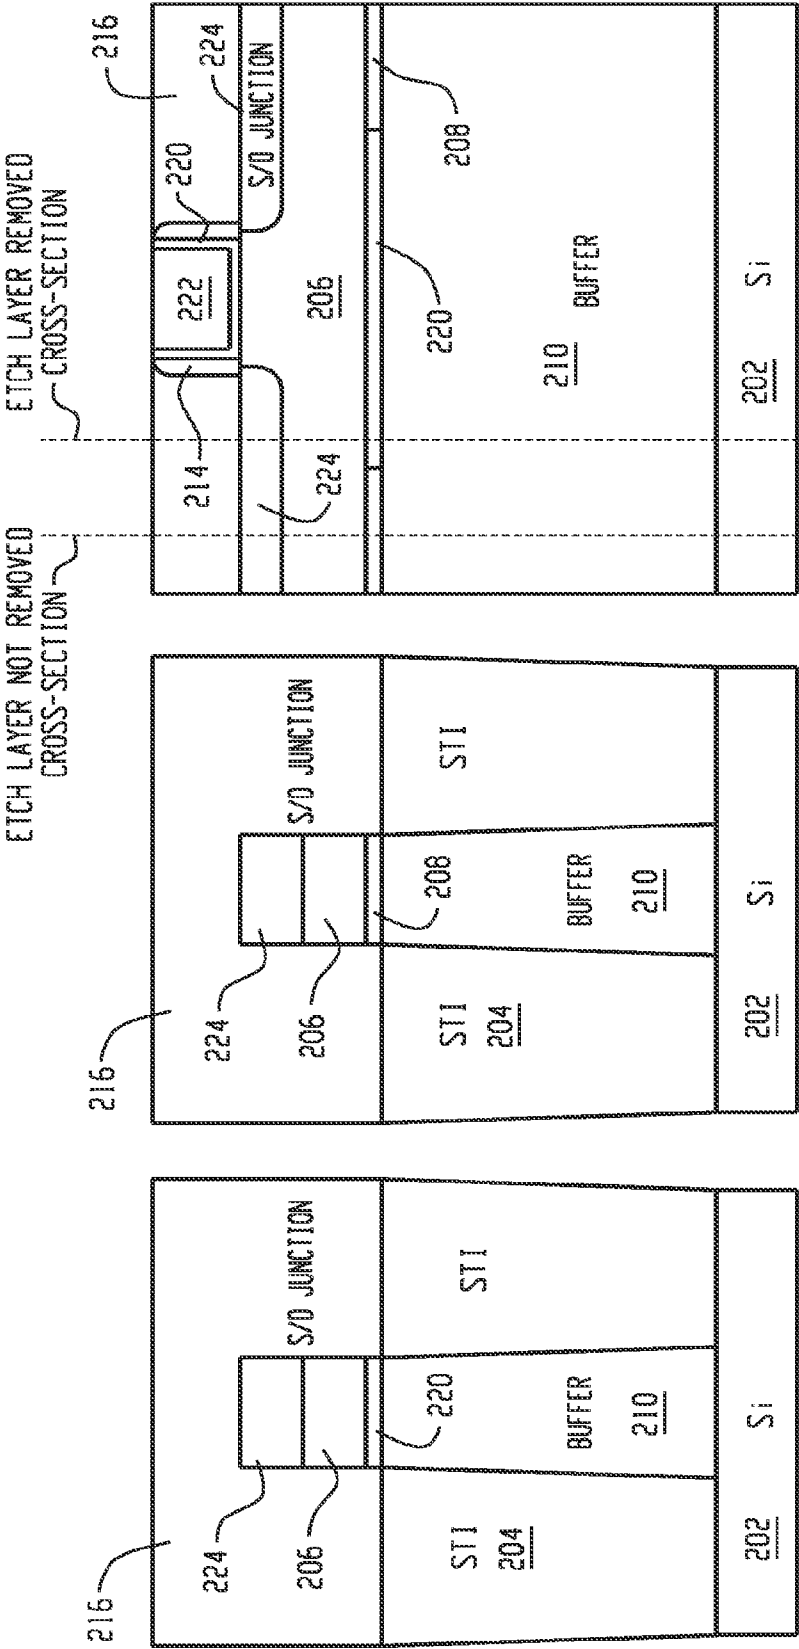 216
224
206
S/D JUNCTION
220
STI
204
STI
BUFFER
210
202
Si
216
224
206
S/D JUNCTION
208
STI
204
STI
BUFFER
210
202
Si
ETCH LAYER NOT REMOVED
CROSS-SECTION
ETCH LAYER REMOVED
CROSS-SECTION
216
220
224
214
222
S/D JUNCTION
224
206
220
208
210
BUFFER
202
Si